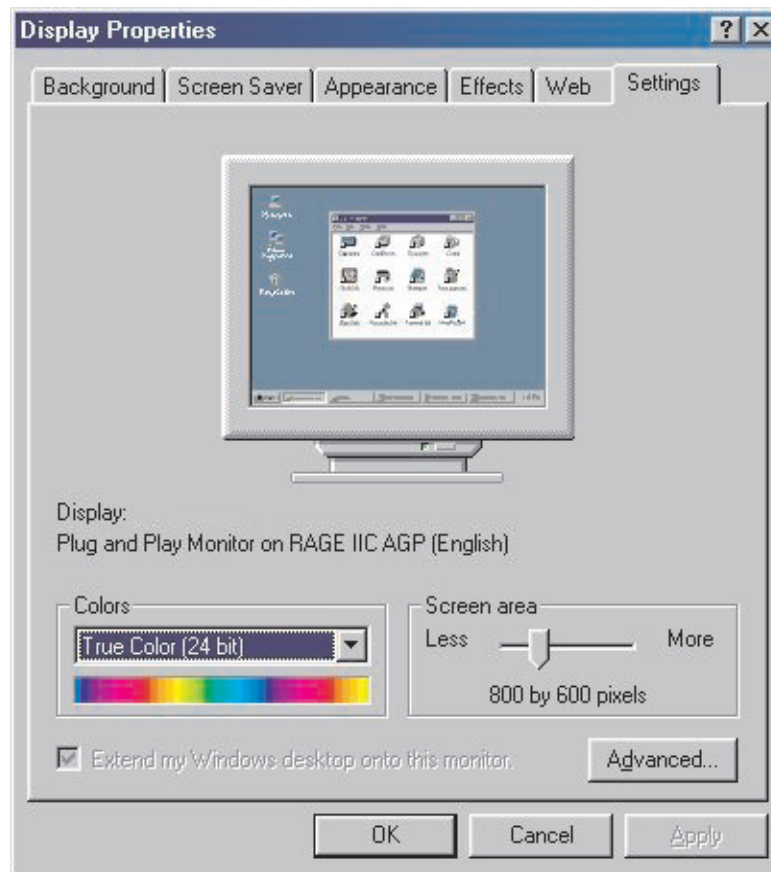 Display Properties
Background Screen Saver Appearance Effects Web Settings
Display:
Plug and Play Monitor on RAGE IIC AGP (English)
Colors
True Color (24 bit)
Screen area
Less More
800 by 600 pixels
Extend my Windows desktop onto this monitor.
Advanced...
OK Cancel Apply